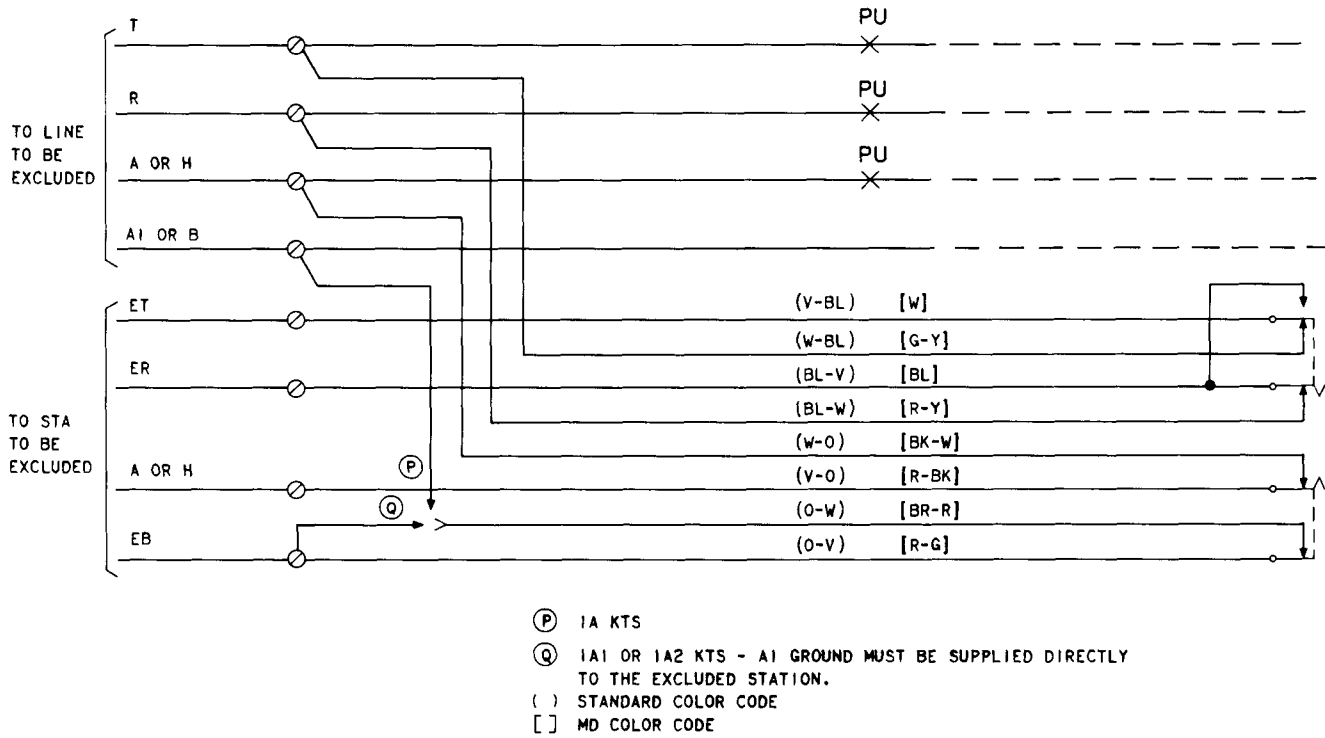 T
PU
R
PU
TO LINE
TO BE
EXCLUDED
A OR H
PU
A1 OR B
ET
(V-BL) [W]
(W-BL) [G-Y]
ER
(BL-V) [BL]
(BL-W) [R-Y]
TO STA
TO BE
EXCLUDED
(W-O) [BK-W]
A OR H
P
(V-O) [R-BK]
Q
(O-W) [BR-R]
EB
(O-V) [R-G]
P 1A KTS
Q 1A1 OR 1A2 KTS - A1 GROUND MUST BE SUPPLIED DIRECTLY
TO THE EXCLUDED STATION.
( ) STANDARD COLOR CODE
[ ] MD COLOR CODE